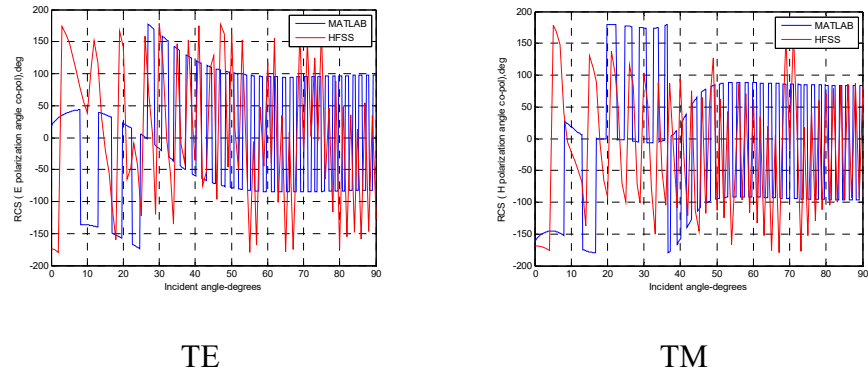 200
150
100
50
0
-50
-100
-150
-200
RCS ( E polarization angle co-pol),deg
0 10 20 30 40 50 60 70 80 90
Incident angle-degrees
MATLAB
HFSS
200
150
100
50
0
-50
-100
-150
-200
RCS ( H polarization angle co-pol),deg
0 10 20 30 40 50 60 70 80 90
Incident angle-degrees
MATLAB
HFSS
TE
TM